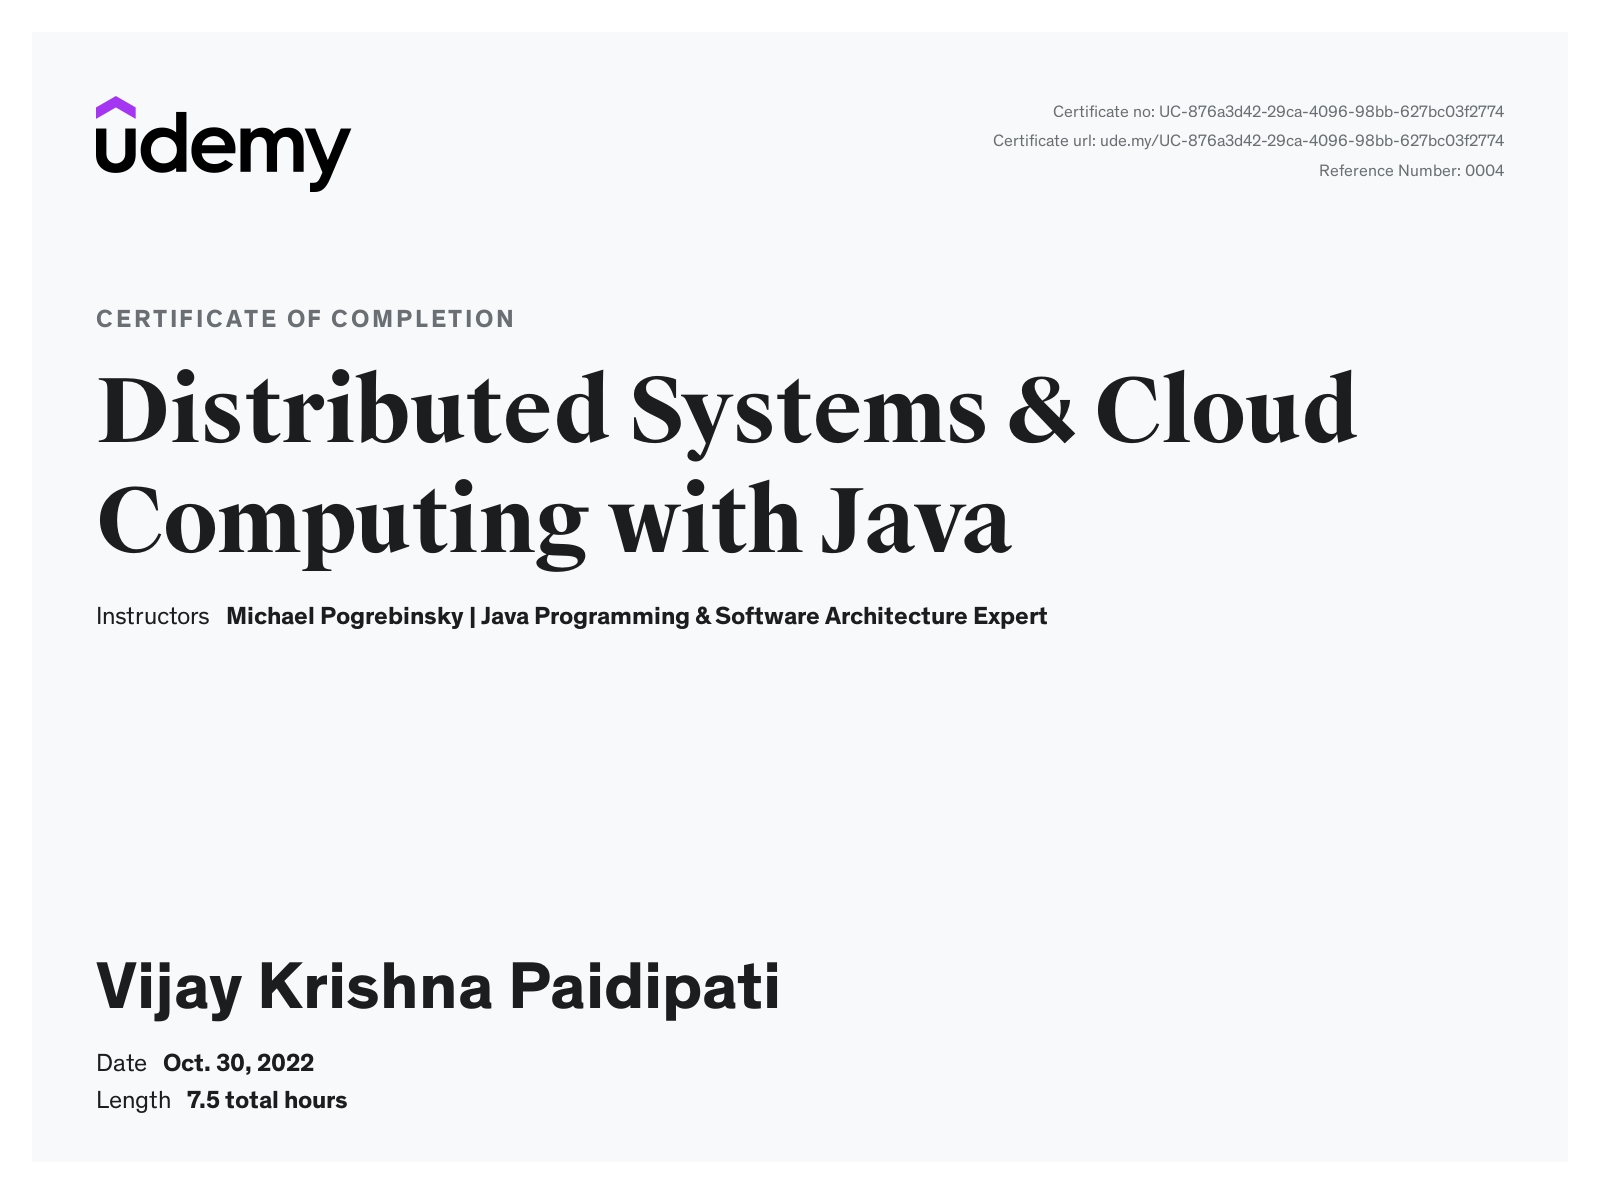 udemy
Certificate no: UC-876a3d42-29ca-4096-98bb-627bc03f2774
Certificate url: ude.my/UC-876a3d42-29ca-4096-98bb-627bc03f2774
Reference Number: 0004
CERTIFICATE OF COMPLETION
Distributed Systems & Cloud
Computing with Java
Instructors Michael Pogrebinsky | Java Programming & Software Architecture Expert
Vijay Krishna Paidipati
Date Oct. 30, 2022
Length 7.5 total hours